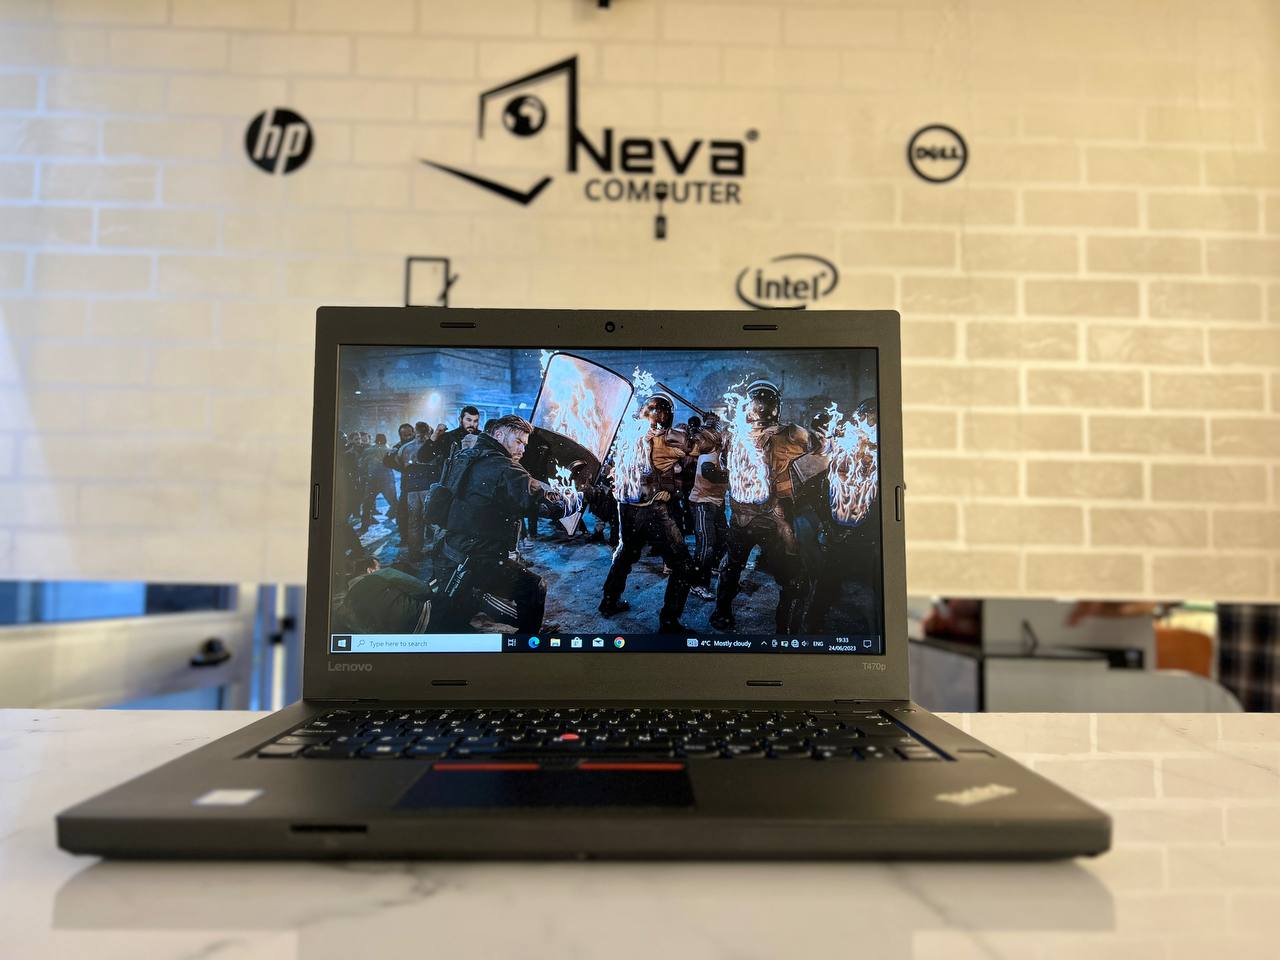 hp
Neva®
COMPUTER
DELL
intel®
Type here to search
4°C Mostly cloudy
ENG
19:33
24/06/2023
Lenovo
T470p
ThinkPad